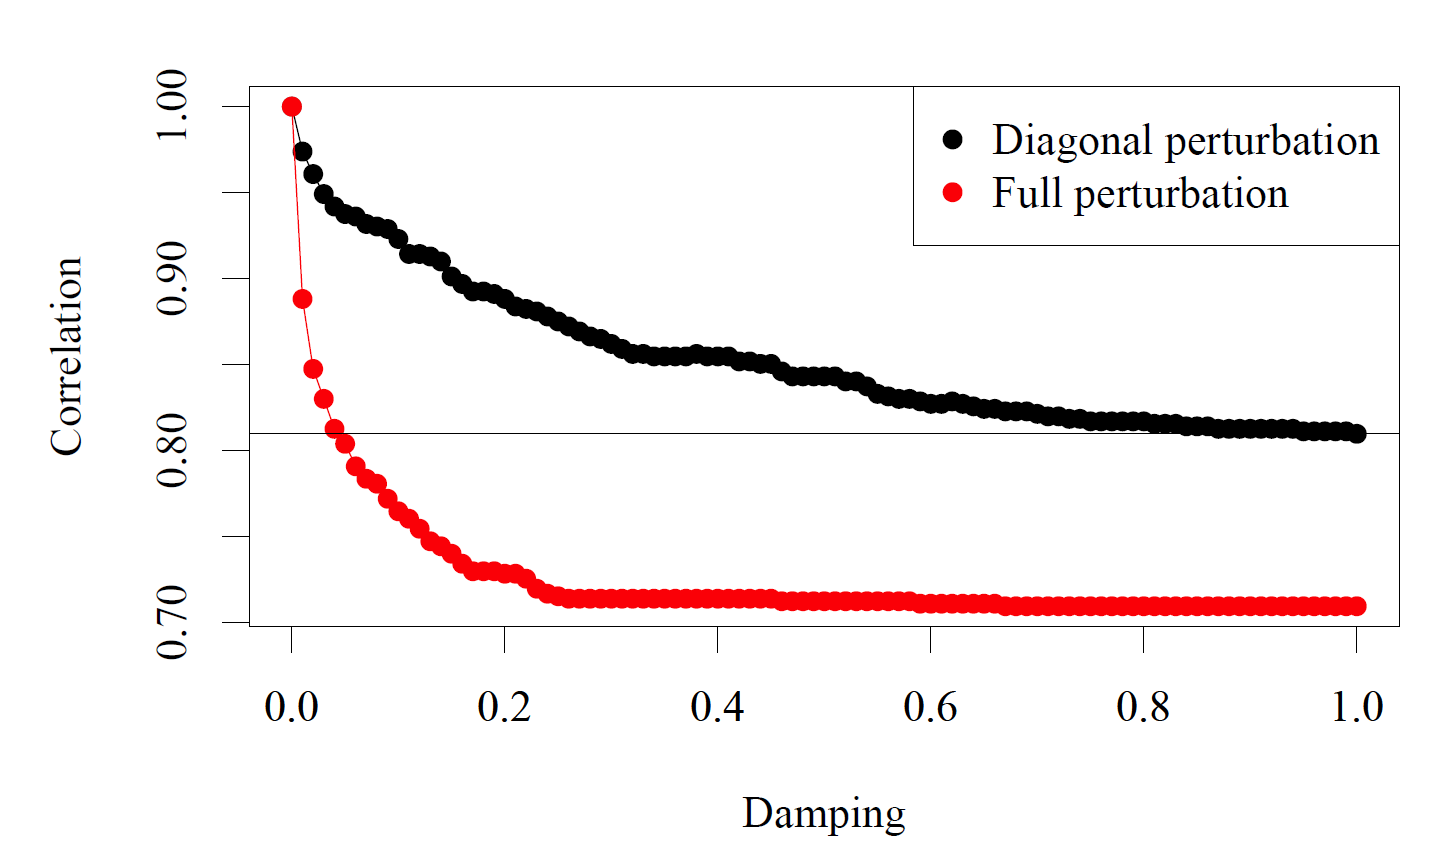 Diagonal perturbation
Full perturbation
Correlation
1.00
0.90
0.80
0.70
0.0 0.2 0.4 0.6 0.8 1.0
Damping